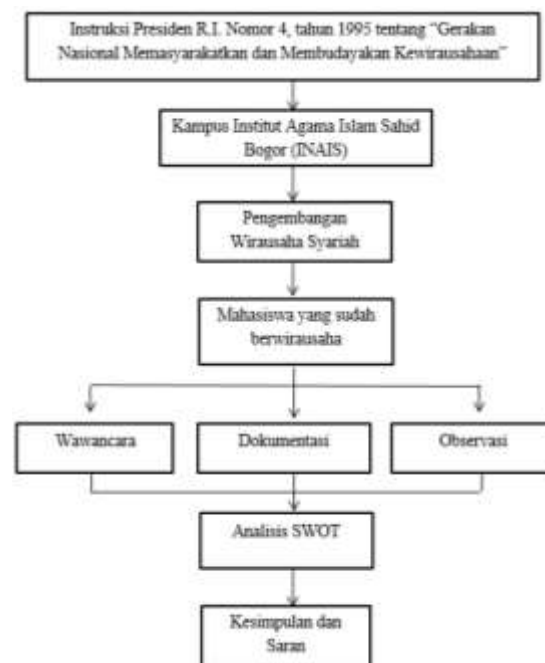 Instruksi Presiden R.I. Nomor 4, tahun 1995 tentang “Gerakan
Nasional Memasyarakatkan dan Membudayakan Kewirausahaan”
Kampus Institut Agama Islam Sahid
Bogor (INAIS)
Pengembangan
Wirausaha Syariah
Mahasiswa yang sudah
berwirausaha
Wawancara
Dokumentasi
Observasi
Analisis SWOT
Kesimpulan dan
Saran